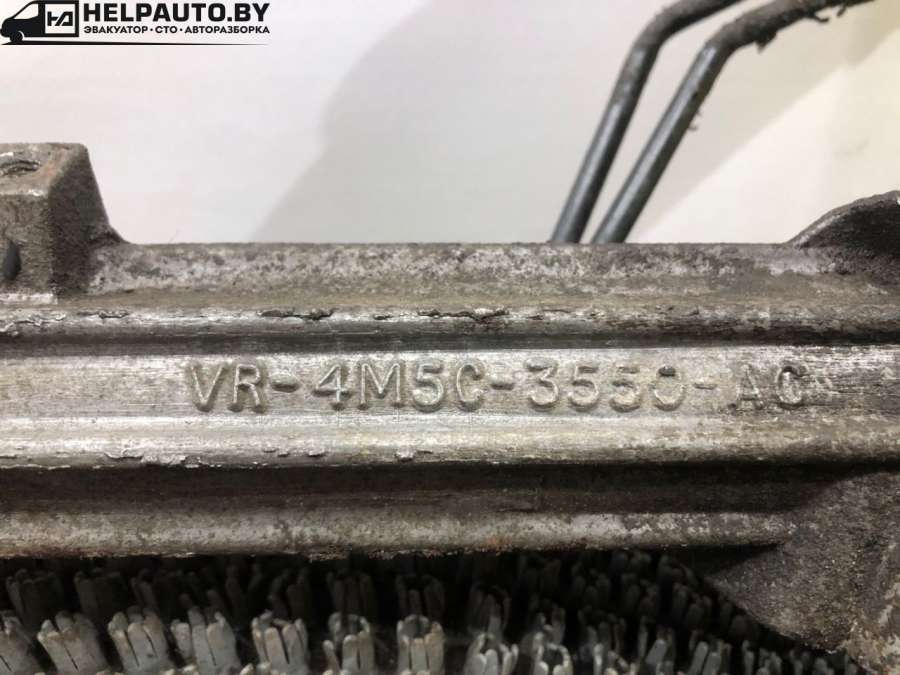 HELPAUTO.BY
ЭВАКУАТОР · СТО · АВТОРАЗБОРКА
VR-4M5C-3550-AC